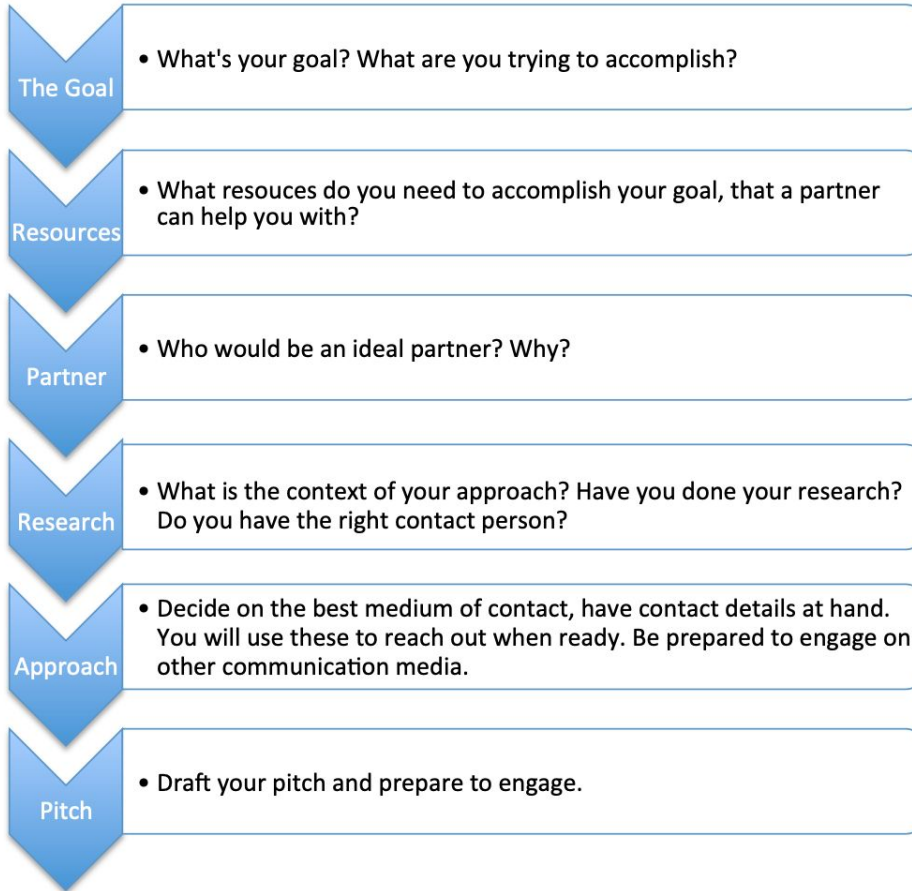 The Goal
• What's your goal? What are you trying to accomplish?
Resources
• What resouces do you need to accomplish your goal, that a partner
can help you with?
Partner
• Who would be an ideal partner? Why?
Research
• What is the context of your approach? Have you done your research?
Do you have the right contact person?
Approach
• Decide on the best medium of contact, have contact details at hand.
You will use these to reach out when ready. Be prepared to engage on
other communication media.
Pitch
• Draft your pitch and prepare to engage.